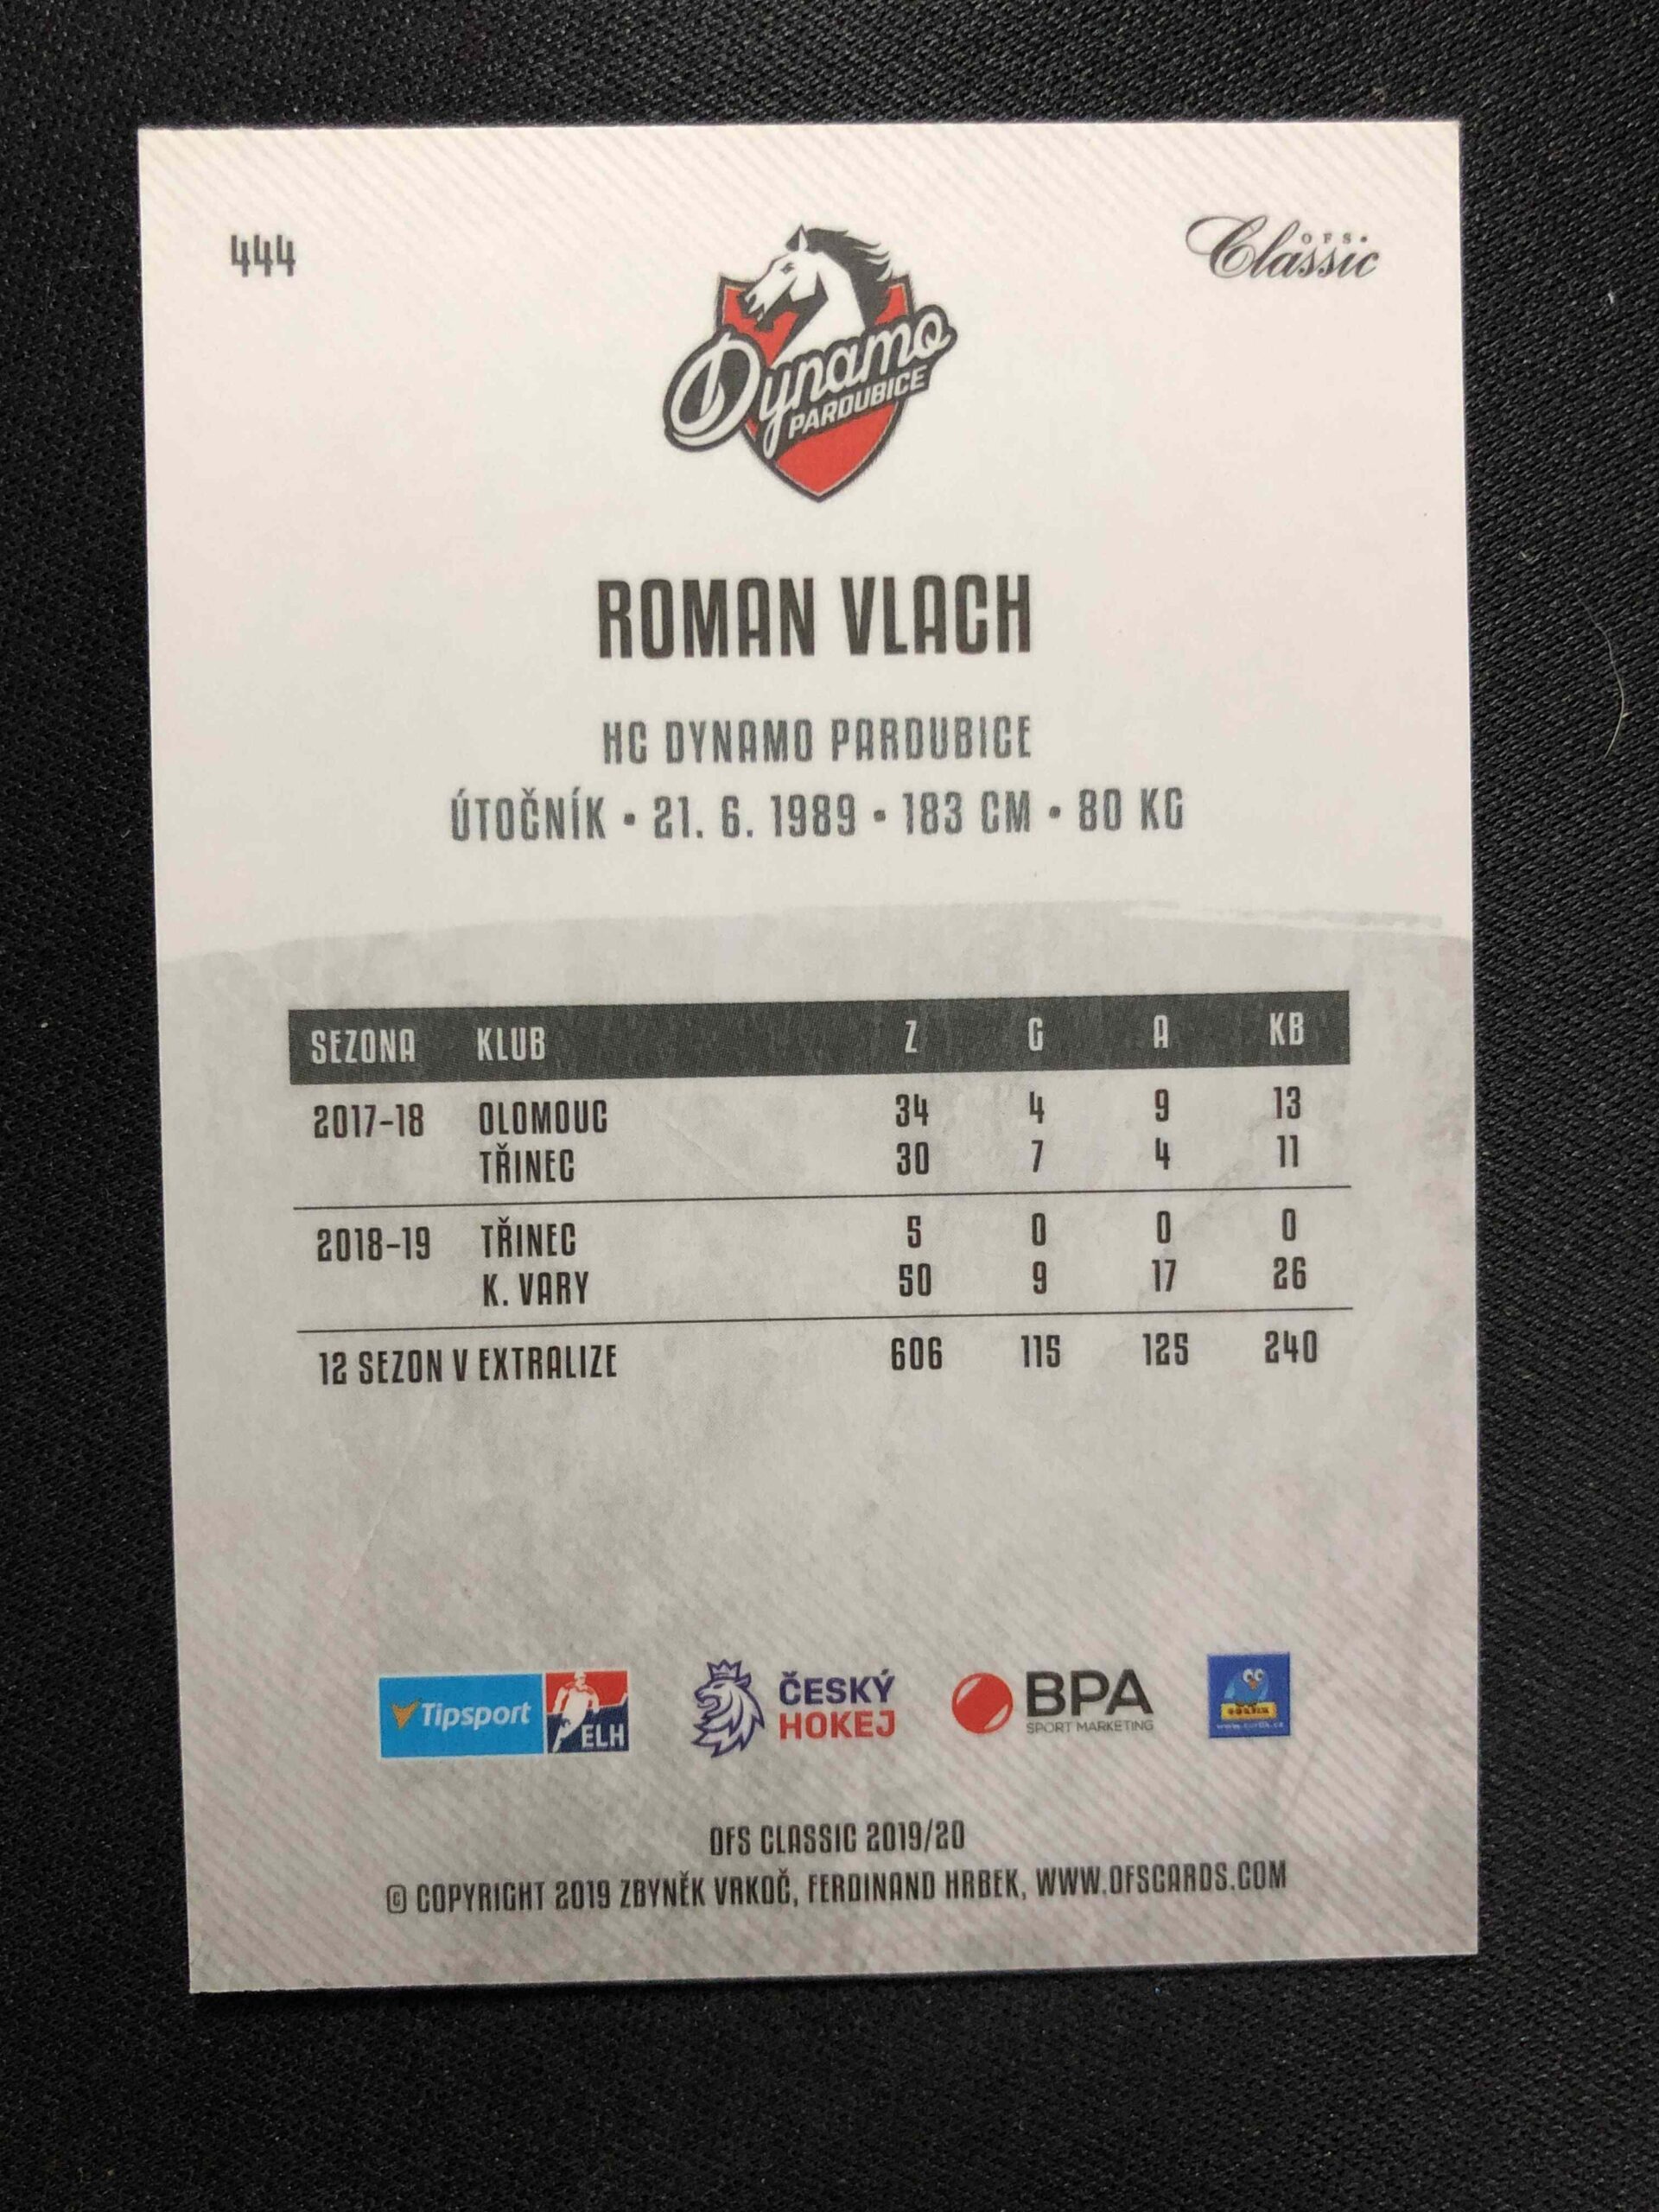 444
OFS
Classic
Dynamo
PARDUBICE
ROMAN VLACH
HC DYNAMO PARDUBICE
ÚTOČNÍK • 21. 6. 1989 • 183 CM • 80 KG
SEZONA KLUB Z G A KB
2017-18 OLOMOUC 34 4 9 13
TŘINEC 30 7 4 11
2018-19 TŘINEC 5 0 0 0
K. VARY 50 9 17 26
12 SEZON V EXTRALIZE 606 115 125 240
Tipsport ELH
ČESKÝ
HOKEJ
BPA
SPORT MARKETING
OFS CLASSIC 2019/20
© COPYRIGHT 2019 ZBYNĚK VRKOČ, FERDINAND HRBEK, WWW.OFSCARDS.COM